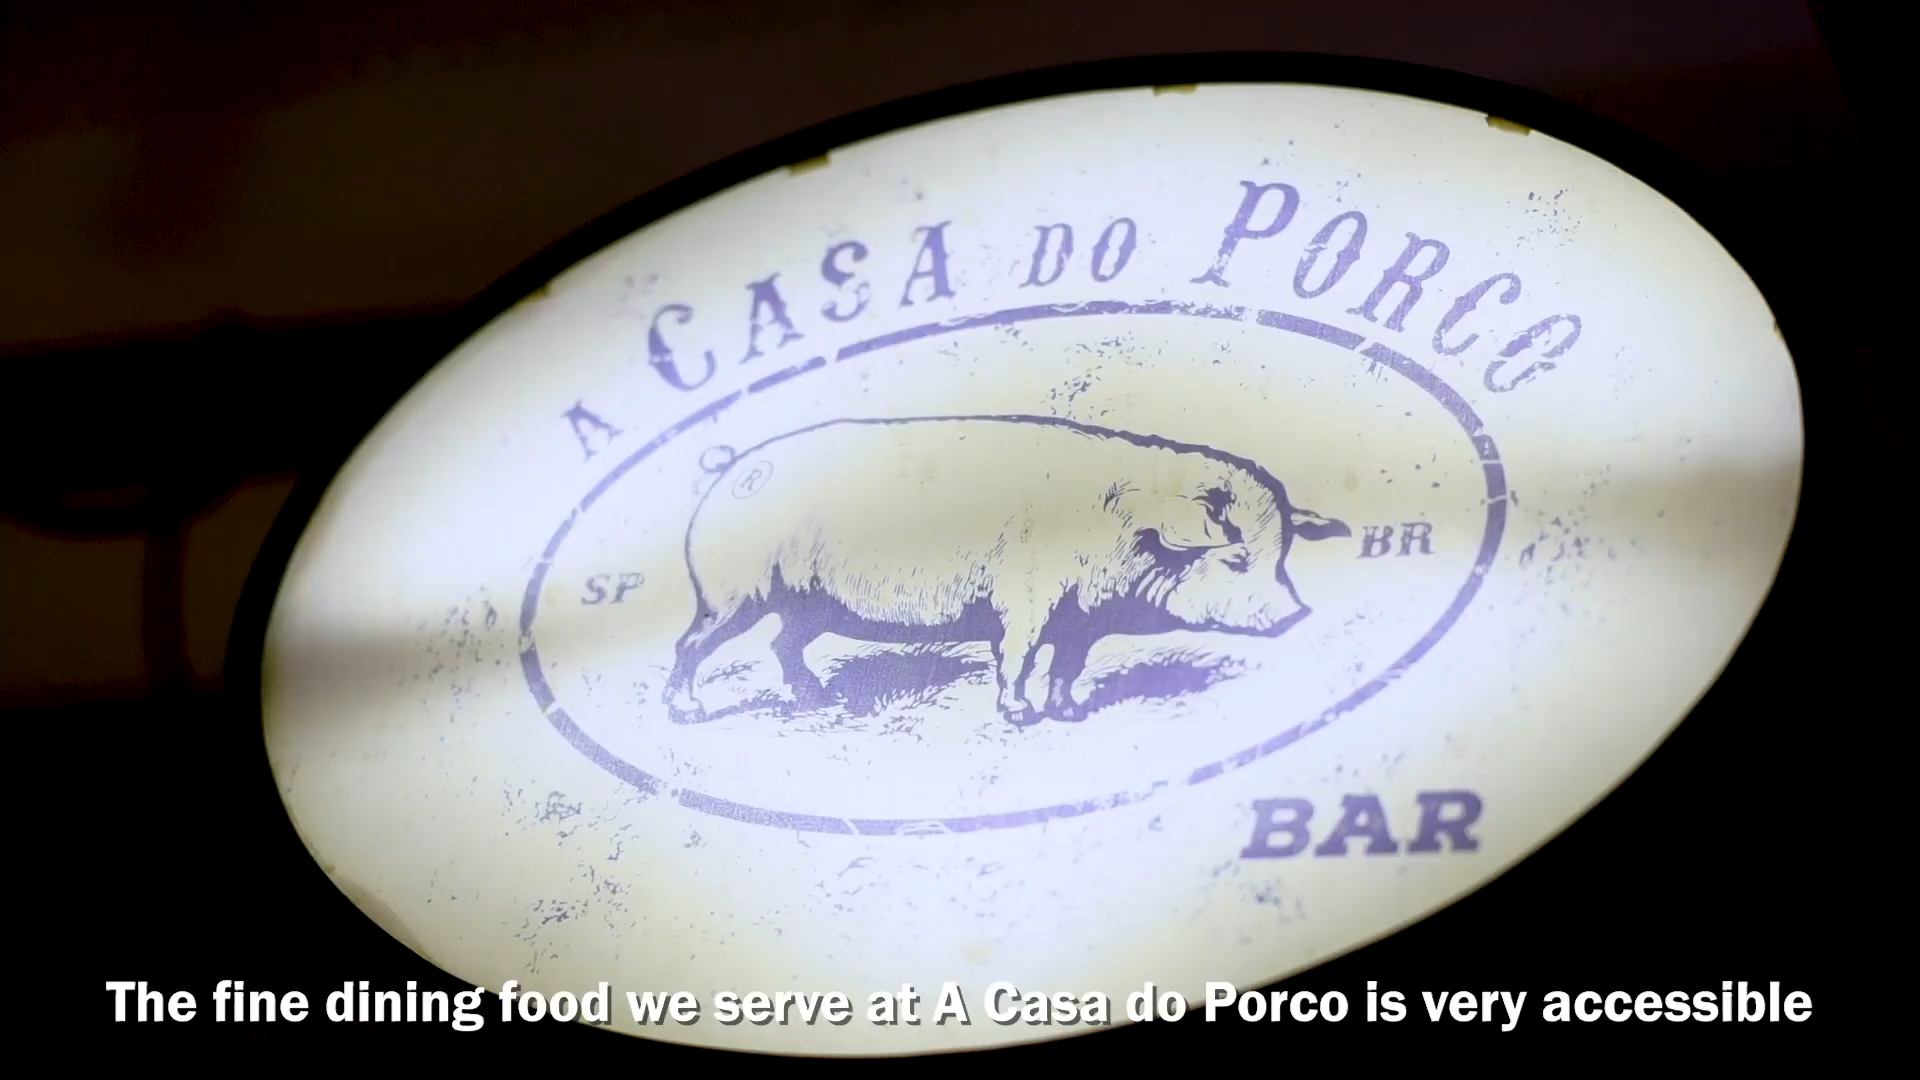 A CASA DO PORCO
®
SP
BR
BAR
The fine dining food we serve at A Casa do Porco is very accessible